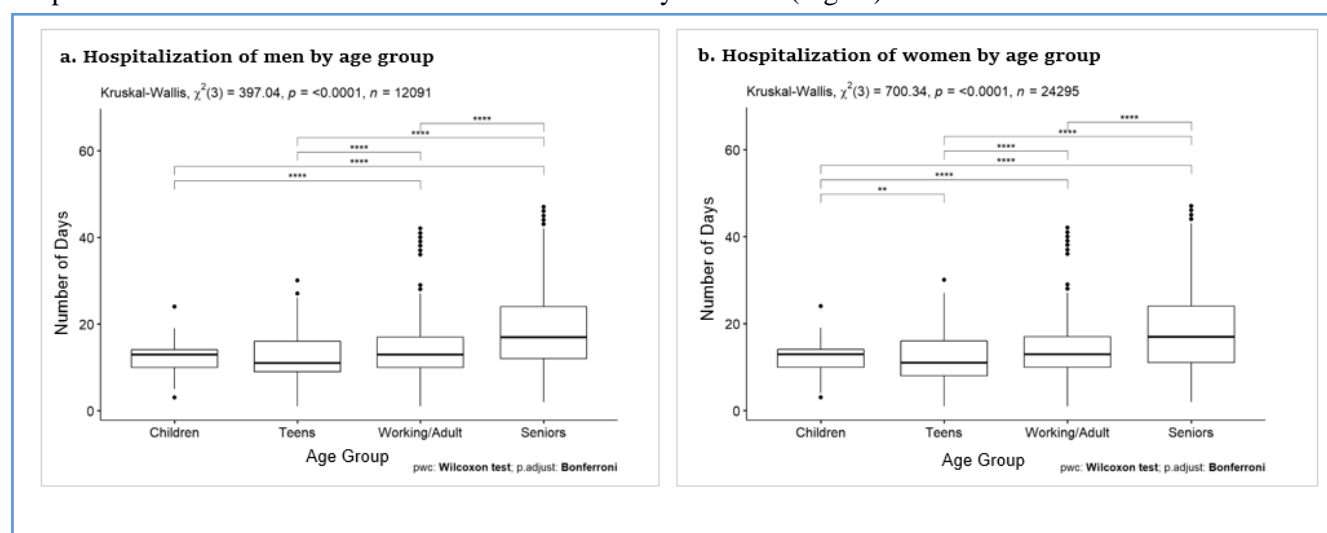 a. Hospitalization of men by age group
Kruskal-Wallis, χ²(3) = 397.04, p = <0.0001, n = 12091
****
****
****
****
****
60
40
20
0
Number of Days
Children Teens Working/Adult Seniors
Age Group
pwc: Wilcoxon test; p.adjust: Bonferroni
b. Hospitalization of women by age group
Kruskal-Wallis, χ²(3) = 700.34, p = <0.0001, n = 24295
****
****
****
****
****
**
60
40
20
0
Number of Days
Children Teens Working/Adult Seniors
Age Group
pwc: Wilcoxon test; p.adjust: Bonferroni